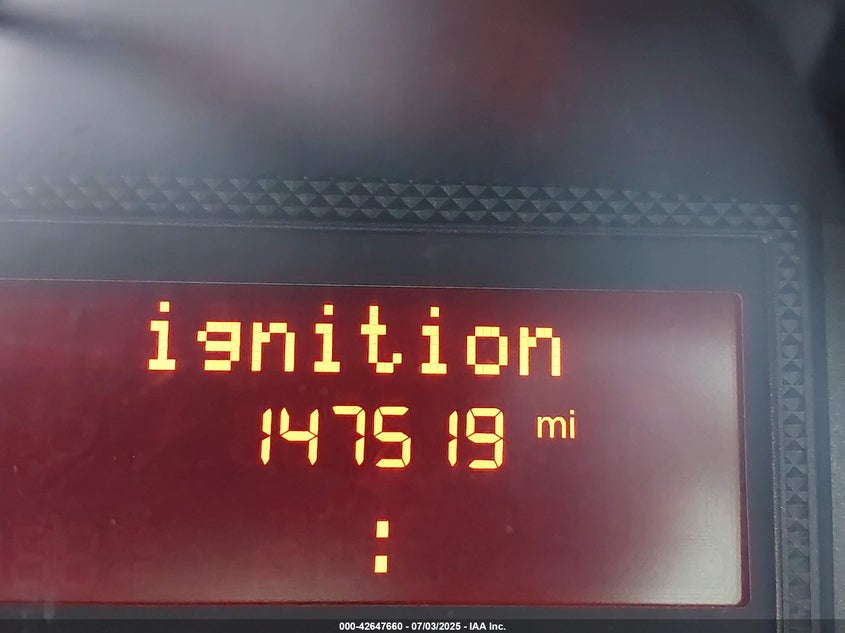 ignition
147519 mi
:
000-42647660 - 07/03/2025 - IAA Inc.